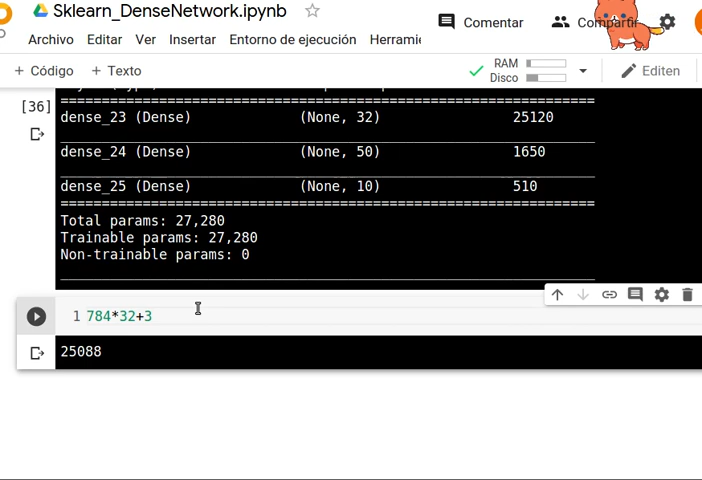 Sklearn_DenseNetwork.ipynb
Comentar
Compartir
Archivo Editar Ver Insertar Entorno de ejecución Herramie
+ Código + Texto
RAM
Disco
Editen
[36]
dense_23 (Dense) (None, 32) 25120
dense_24 (Dense) (None, 50) 1650
dense_25 (Dense) (None, 10) 510
Total params: 27,280
Trainable params: 27,280
Non-trainable params: 0
1 784*32+3
25088